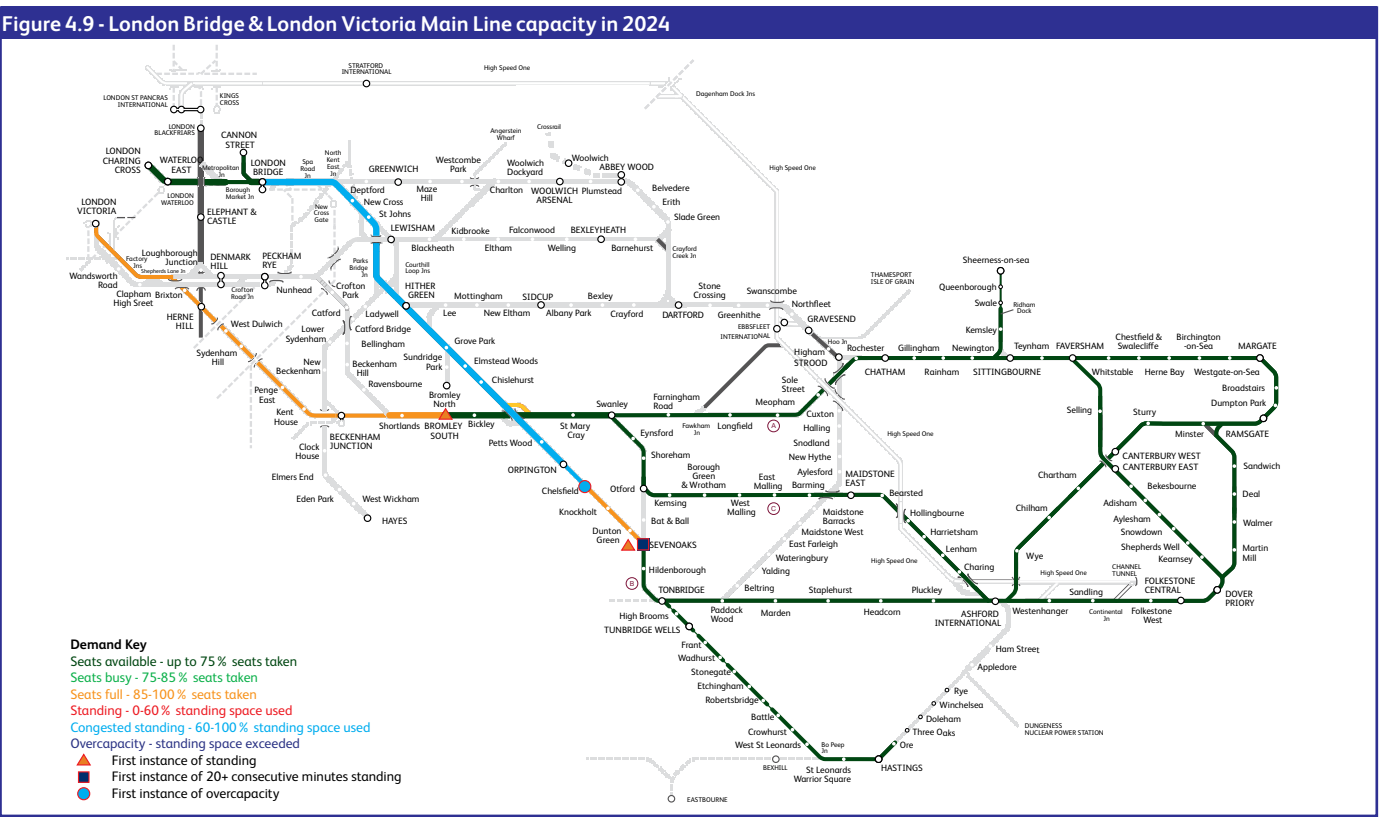 Figure 4.9 - London Bridge & London Victoria Main Line capacity in 2024
STRATFORD
INTERNATIONAL
High Speed One
Dagenham Dock Jns
LONDON ST PANCRAS
INTERNATIONAL
KINGS
CROSS
LONDON
BLACKFRIARS
CANNON
STREET
LONDON
CHARING
CROSS
WATERLOO
EAST
Metropolitan
Jn
LONDON
BRIDGE
Borough
Market Jn
LONDON
WATERLOO
Spa
Road
Jn
North
Kent
East
Jn
GREENWICH
Westcombe
Park
Angerstein
Wharf
Crossrail
Woolwich
Woolwich
Dockyard
ABBEY WOOD
Deptford
Maze
Hill
Charlton
WOOLWICH
ARSENAL
Plumstead
Belvedere
Erith
Slade Green
High Speed One
New Cross
St Johns
New
Cross
Gate
LONDON
VICTORIA
ELEPHANT &
CASTLE
LEWISHAM
Kidbrooke
Falconwood
BEXLEYHEATH
Blackheath
Eltham
Welling
Barnehurst
Crayford
Creek Jn
Factory
Jns
Loughborough
Junction
Shepherds Lane Jn
DENMARK
HILL
PECKHAM
RYE
Parks
Bridge
Jn
Courthill
Loop Jns
Wandsworth
Road
Clapham
High Sreet
Brixton
Crofton
Road Jn
Nunhead
Crofton
Park
HITHER
GREEN
Mottingham
SIDCUP
Bexley
Stone
Crossing
Swanscombe
HERNE
HILL
West Dulwich
Catford
Ladywell
Lee
New Eltham
Albany Park
Crayford
DARTFORD
Greenhithe
Northfleet
EBBSFLEET
INTERNATIONAL
GRAVESEND
THAMESPORT
ISLE OF GRAIN
Hoo Jn
Higham
STROOD
Sheerness-on-sea
Queenborough
Swale
Ridham
Dock
Kemsley
Sydenham
Hill
Lower
Sydenham
Catford Bridge
Bellingham
Grove Park
New
Beckenham
Beckenham
Hill
Sundridge
Park
Elmstead Woods
Ravensbourne
Chislehurst
Bromley
North
Rochester
CHATHAM
Gillingham
Rainham
Newington
SITTINGBOURNE
Teynham
FAVERSHAM
Whitstable
Chestfield &
Swalecliffe
Herne Bay
Birchington
-on-Sea
Westgate-on-Sea
MARGATE
Broadstairs
Dumpton Park
RAMSGATE
Penge
East
Kent
House
BECKENHAM
JUNCTION
Shortlands
BROMLEY
SOUTH
Bickley
St Mary
Cray
Swanley
Farningham
Road
Fawkham
Jn
Longfield
Meopham
A
Sole
Street
Cuxton
Halling
Snodland
New Hythe
Aylesford
Barming
High Speed One
Selling
Sturry
Minster
Clock
House
Elmers End
Eden Park
West Wickham
HAYES
Petts Wood
ORPINGTON
Chelsfield
Knockholt
Dunton
Green
SEVENOAKS
Eynsford
Shoreham
Otford
Bat & Ball
Kemsing
Borough
Green
& Wrotham
West
Malling
East
Malling
C
MAIDSTONE
EAST
Bearsted
Hollingbourne
Harrietsham
Lenham
Charing
Maidstone
Barracks
Maidstone West
East Farleigh
Wateringbury
Yalding
Beltring
High Speed One
CANTERBURY WEST
CANTERBURY EAST
Chartham
Chilham
Wye
Bekesbourne
Adisham
Aylesham
Snowdown
Shepherds Well
Kearnsey
Sandwich
Deal
Walmer
Martin
Mill
DOVER
PRIORY
Hildenborough
B
TONBRIDGE
Paddock
Wood
Marden
Staplehurst
Headcorn
Pluckley
ASHFORD
INTERNATIONAL
Westenhanger
High Speed One
Sandling
CHANNEL
TUNNEL
Continental
Jn
Folkestone
West
FOLKESTONE
CENTRAL
High Brooms
TUNBRIDGE WELLS
Frant
Wadhurst
Stonegate
Etchingham
Robertsbridge
Battle
Crowhurst
West St Leonards
Bo Peep
Jn
BEXHILL
St Leonards
Warrior Square
HASTINGS
Ore
Three Oaks
Doleham
Winchelsea
Rye
Appledore
Ham Street
DUNGENESS
NUCLEAR POWER STATION
EASTBOURNE
Demand Key
Seats available - up to 75% seats taken
Seats busy - 75-85% seats taken
Seats full - 85-100% seats taken
Standing - 0-60% standing space used
Congested standing - 60-100% standing space used
Overcapacity - standing space exceeded
First instance of standing
First instance of 20+ consecutive minutes standing
First instance of overcapacity